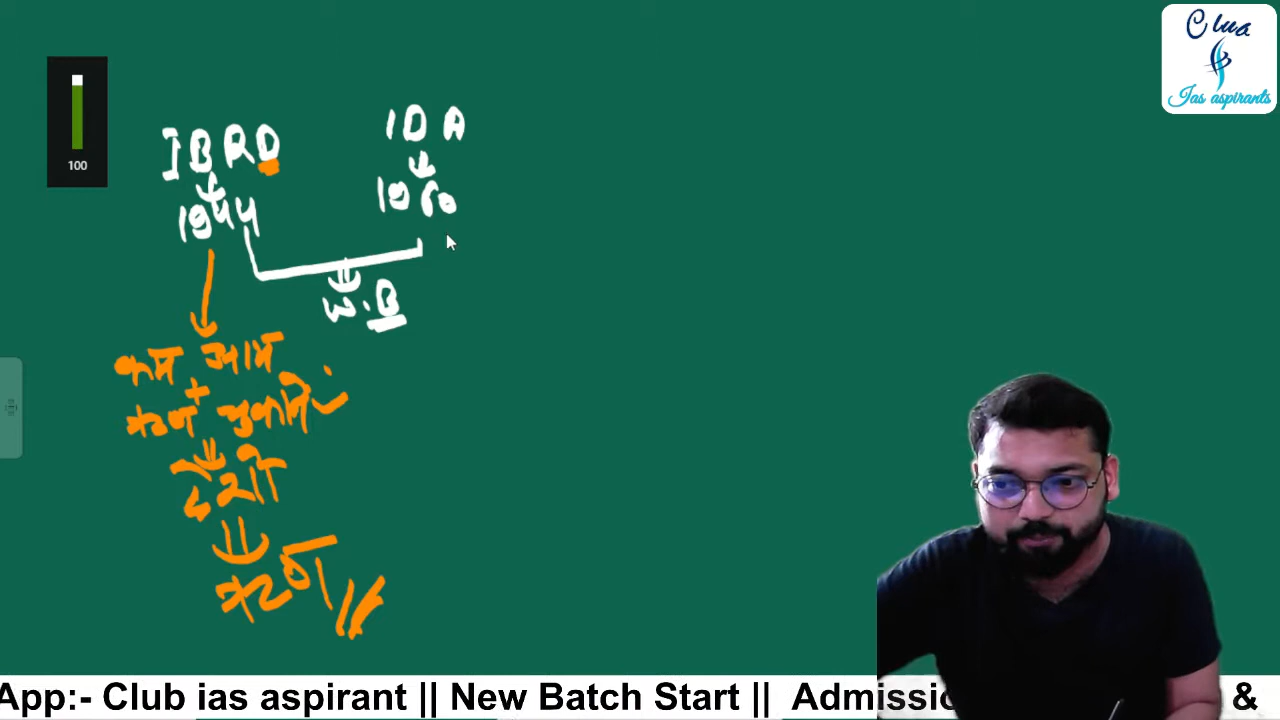 Club
Ias aspirants
100
IBRD
1944
IDA
1960
W.B
कम आय
+
ऋण चुकाने
देशों
ऋण
App:- Club ias aspirant || New Batch Start || Admissio
&